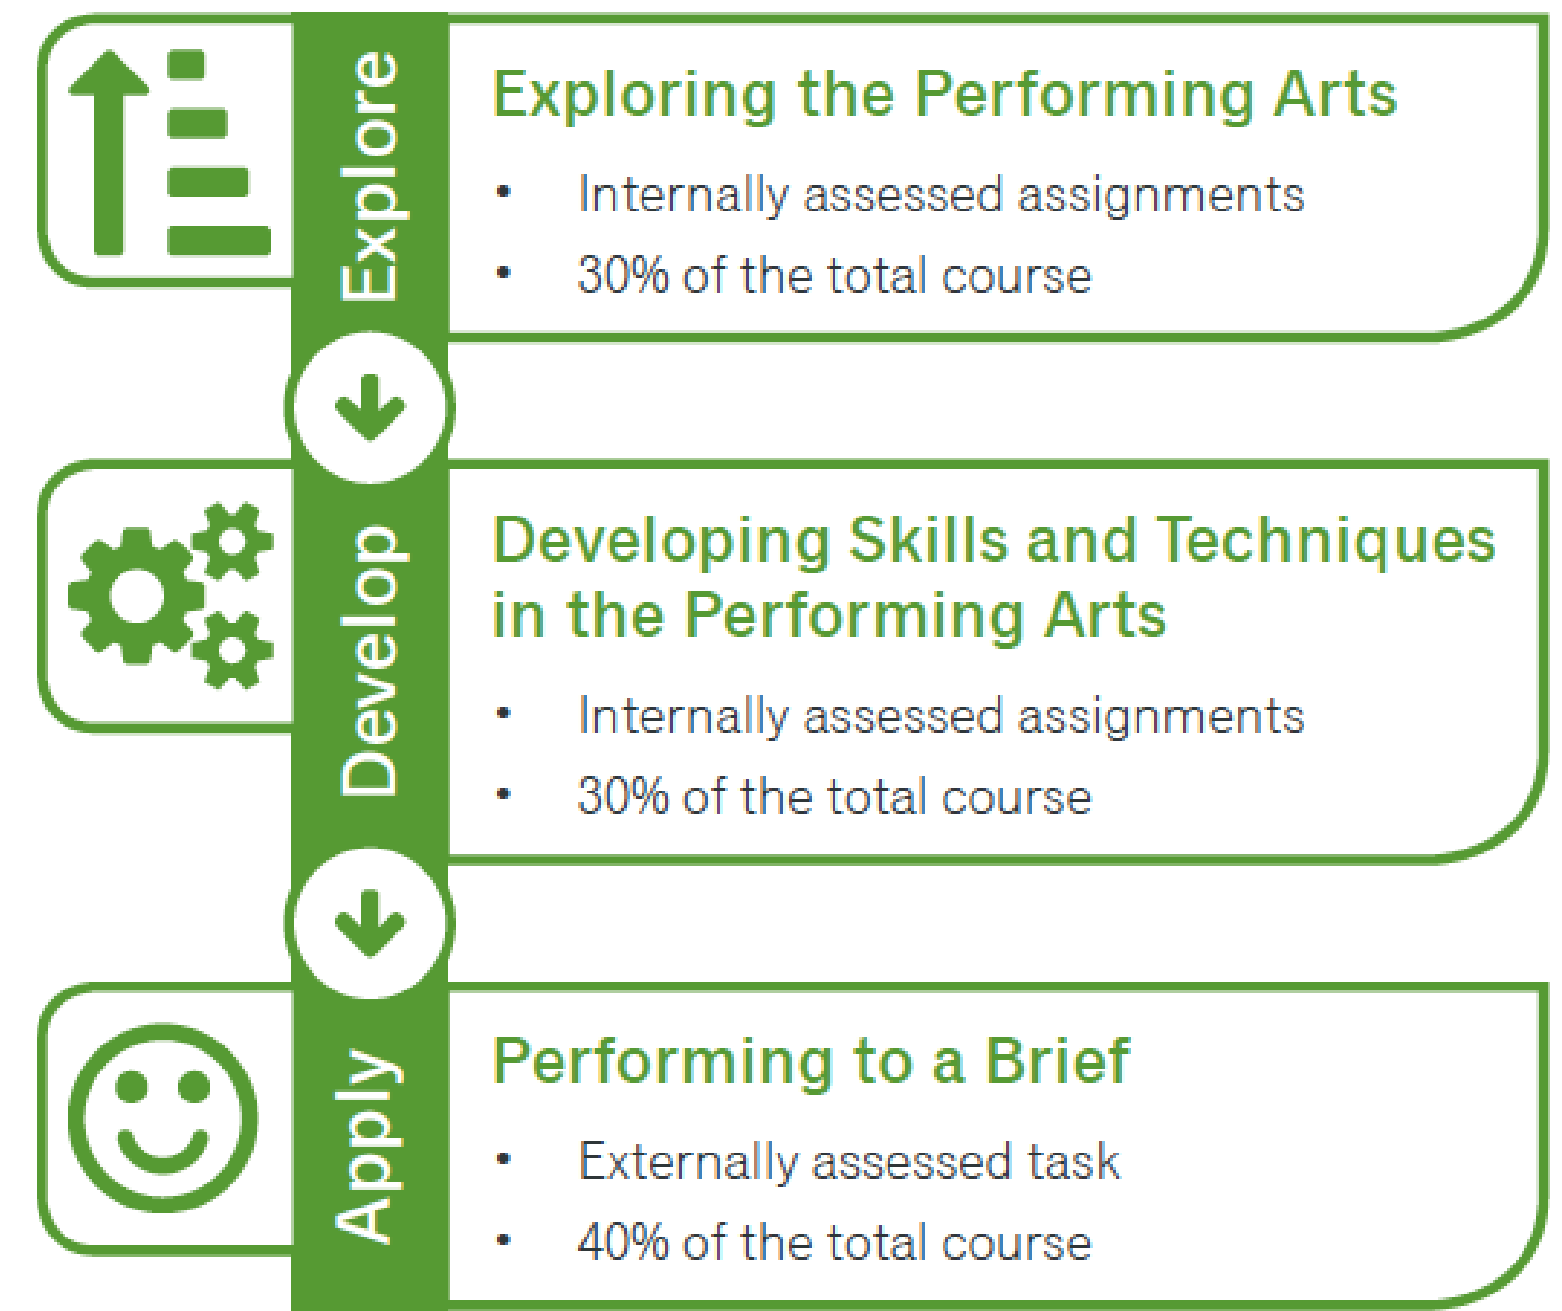 Explore
Exploring the Performing Arts
• Internally assessed assignments
• 30% of the total course
Develop
Developing Skills and Techniques
in the Performing Arts
• Internally assessed assignments
• 30% of the total course
Apply
Performing to a Brief
• Externally assessed task
• 40% of the total course